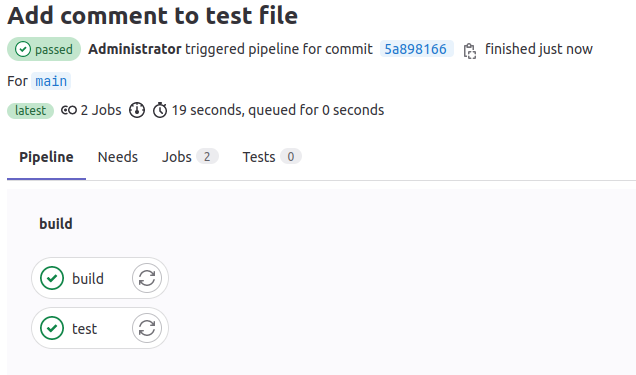 Add comment to test file
passed Administrator triggered pipeline for commit 5a898166 finished just now
For main
latest 2 Jobs 19 seconds, queued for 0 seconds
Pipeline Needs Jobs 2 Tests 0
build
build
test